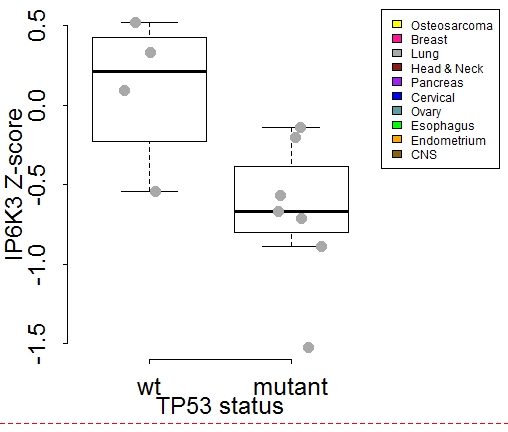 Osteosarcoma
Breast
Lung
Head & Neck
Pancreas
Cervical
Ovary
Esophagus
Endometrium
CNS
IP6K3 Z-score
0.5
0.0
-0.5
-1.0
-1.5
wt mutant
TP53 status